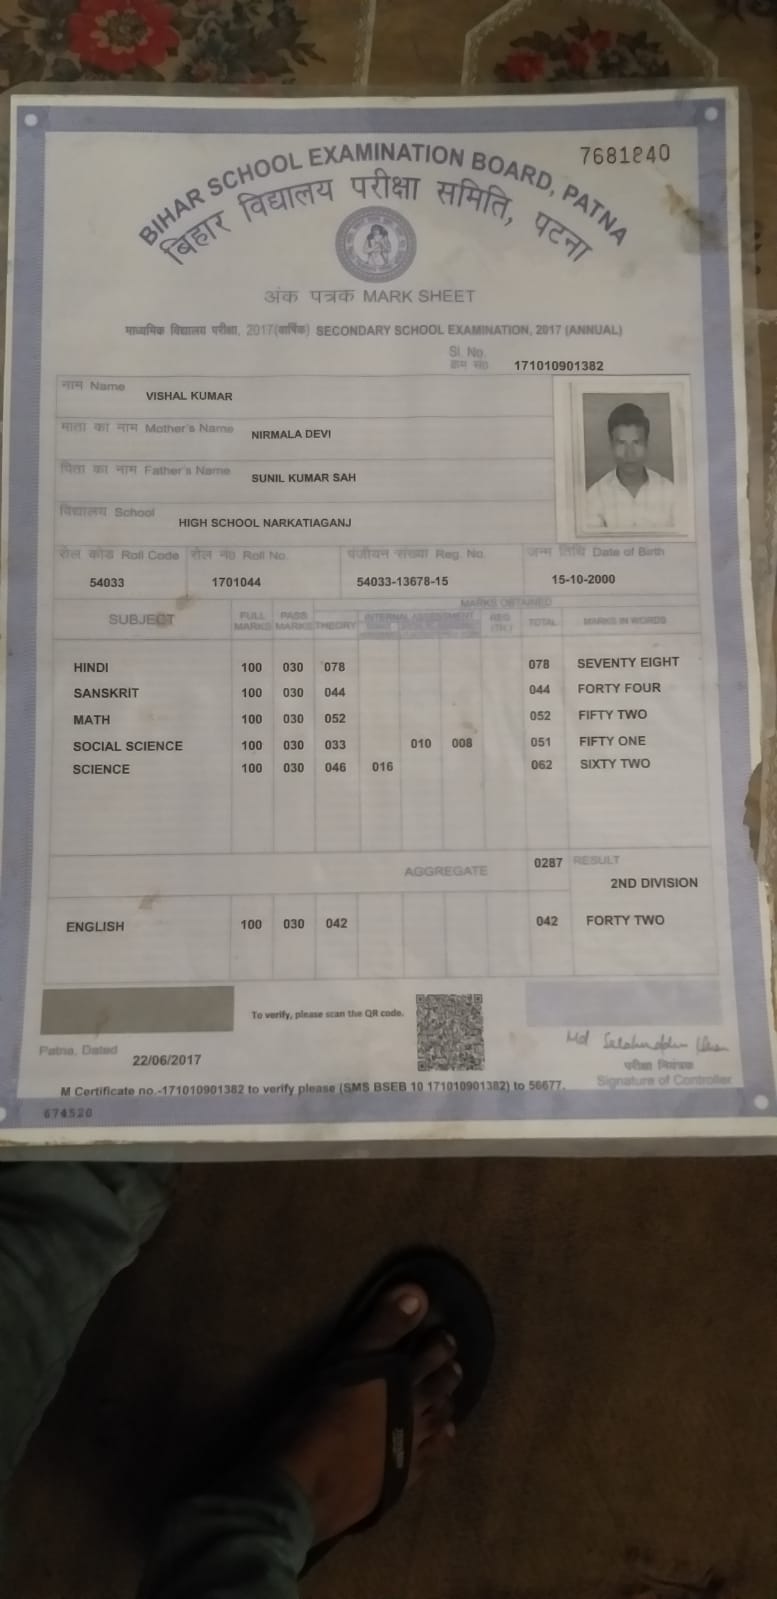 7681840
BIHAR SCHOOL EXAMINATION BOARD, PATNA
बिहार विद्यालय परीक्षा समिति, पटना
अंक पत्रक MARK SHEET
माध्यमिक विद्यालय परीक्षा, 2017(वार्षिक) SECONDARY SCHOOL EXAMINATION, 2017 (ANNUAL)
Sl. No.
क्रम सं० 171010901382
नाम Name VISHAL KUMAR
माता का नाम Mother's Name NIRMALA DEVI
पिता का नाम Father's Name SUNIL KUMAR SAH
विद्यालय School HIGH SCHOOL NARKATIAGANJ
रोल कोड Roll Code रोल नं० Roll No. पंजीयन संख्या Reg. No. जन्म तिथि Date of Birth
54033 1701044 54033-13678-15 15-10-2000
MARKS OBTAINED
SUBJECT FULL MARKS PASS MARKS THEORY INTERNAL ASSESSMENT TOTAL MARKS IN WORDS
HINDI 100 030 078 078 SEVENTY EIGHT
SANSKRIT 100 030 044 044 FORTY FOUR
MATH 100 030 052 052 FIFTY TWO
SOCIAL SCIENCE 100 030 033 010 008 051 FIFTY ONE
SCIENCE 100 030 046 016 062 SIXTY TWO
AGGREGATE 0287 RESULT
2ND DIVISION
ENGLISH 100 030 042 042 FORTY TWO
To verify, please scan the QR code.
Patna, Dated 22/06/2017
परीक्षा नियंत्रक
Signature of Controller
M Certificate no.-171010901382 to verify please (SMS BSEB 10 171010901382) to 56677.
674520